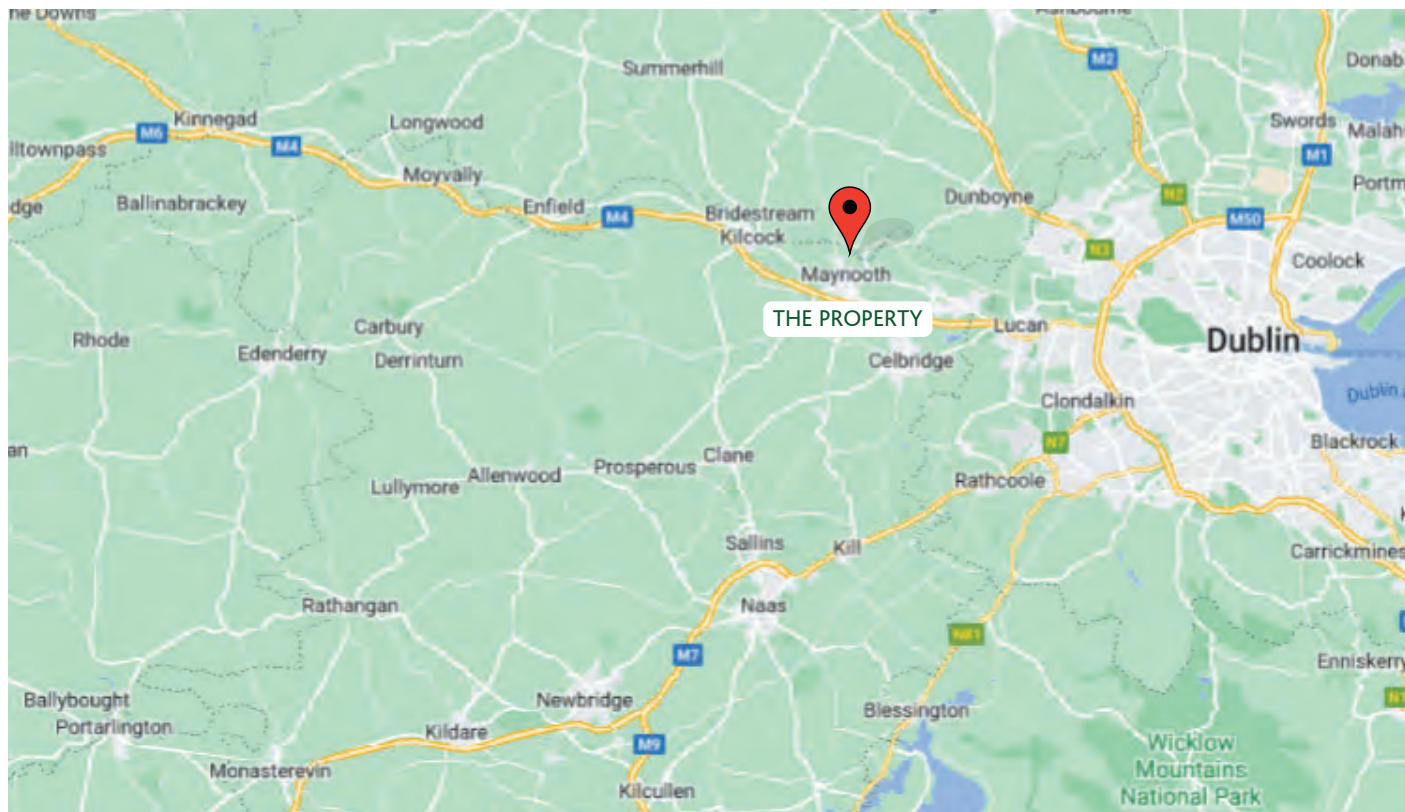 ne Downs
Ashbourne
M2
Donab
Summerhill
Kinnegad
Longwood
Swords
M6
M4
Malah
M1
illtownpass
Moyvally
Dunboyne
Portm
N2
dge
Ballinabrackey
Enfield
M4
Bridestream
M50
Kilcock
N3
Coolock
Maynooth
THE PROPERTY
Lucan
Dublin
Carbury
Rhode
Edenderry
Derrinturn
Celbridge
Dublin
Clondalkin
an
N7
Blackrock
Clane
Prosperous
Allenwood
Lullymore
Rathcoole
Sallins
Kill
Carrickmines
Rathangan
Naas
N81
M7
Enniskerry
Ballybought
Newbridge
N1
Portarlington
Blessington
Kildare
M9
Wicklow
Mountains
National Park
Monasterevin
Kilcullen